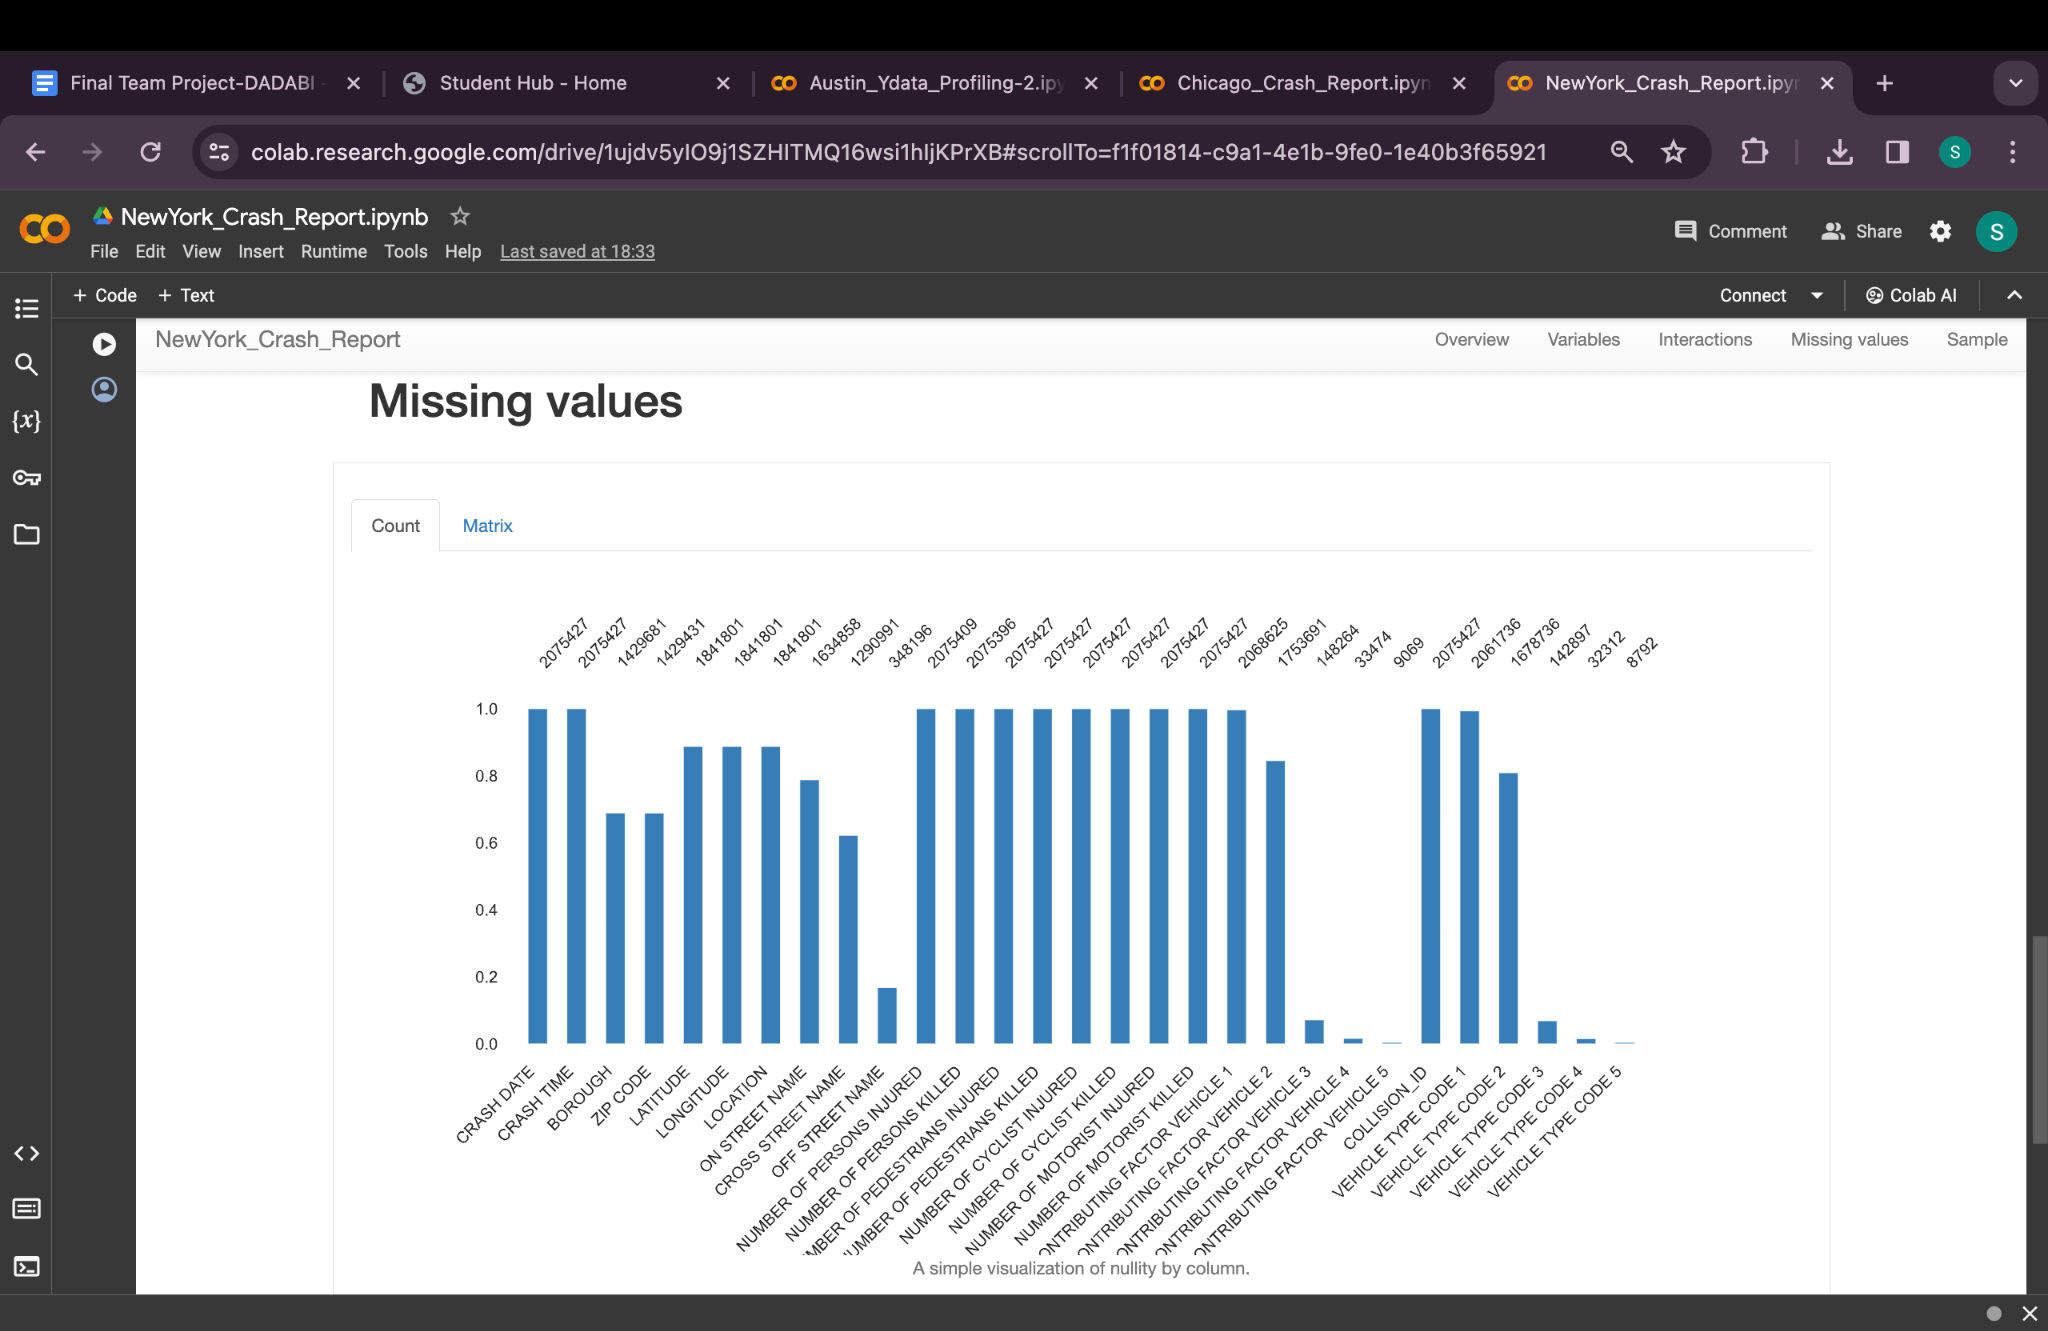 Final Team Project-DADABI
Student Hub - Home
Austin_Ydata_Profiling-2.ipy
Chicago_Crash_Report.ipyn
NewYork_Crash_Report.ipyn
colab.research.google.com/drive/1ujdv5yIO9j1SZHITMQ16wsi1hIjKPrXB#scrollTo=f1f01814-c9a1-4e1b-9fe0-1e40b3f65921
S
NewYork_Crash_Report.ipynb
File Edit View Insert Runtime Tools Help Last saved at 18:33
Comment Share S
+ Code + Text
Connect Colab AI
{x}
NewYork_Crash_Report
Overview Variables Interactions Missing values Sample
Missing values
Count Matrix
2075427 2075427 1429681 1429431 1841801 1841801 1841801 1634858 1290991 348196 2075409 2075396 2075427 2075427 2075427 2075427 2075427 2075427 2068625 1753691 148264 33474 9069 2075427 2061736 1678736 142897 32312 8792
1.0
0.8
0.6
0.4
0.2
0.0
CRASH DATE
CRASH TIME
BOROUGH
ZIP CODE
LATITUDE
LONGITUDE
LOCATION
ON STREET NAME
CROSS STREET NAME
OFF STREET NAME
NUMBER OF PERSONS INJURED
NUMBER OF PERSONS KILLED
MBER OF PEDESTRIANS INJURED
UMBER OF PEDESTRIANS KILLED
NUMBER OF CYCLIST INJURED
NUMBER OF CYCLIST KILLED
NUMBER OF MOTORIST INJURED
NUMBER OF MOTORIST KILLED
ONTRIBUTING FACTOR VEHICLE 1
ONTRIBUTING FACTOR VEHICLE 2
ONTRIBUTING FACTOR VEHICLE 3
ONTRIBUTING FACTOR VEHICLE 4
ONTRIBUTING FACTOR VEHICLE 5
COLLISION_ID
VEHICLE TYPE CODE 1
VEHICLE TYPE CODE 2
VEHICLE TYPE CODE 3
VEHICLE TYPE CODE 4
VEHICLE TYPE CODE 5
A simple visualization of nullity by column.